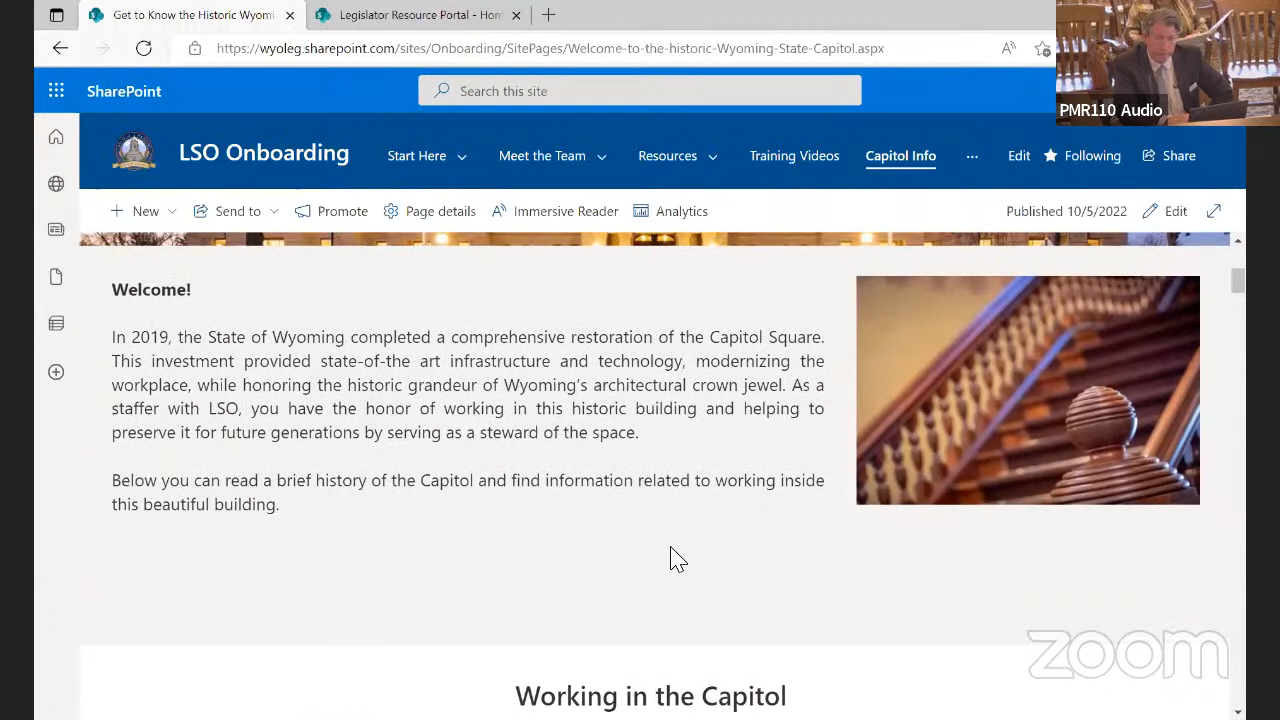 Get to Know the Historic Wyomi
Legislator Resource Portal - Hom
https://wyoleg.sharepoint.com/sites/Onboarding/SitePages/Welcome-to-the-historic-Wyoming-State-Capitol.aspx
PMR110 Audio
SharePoint
Search this site
LSO Onboarding
Start Here
Meet the Team
Resources
Training Videos
Capitol Info
...
Edit
Following
Share
New
Send to
Promote
Page details
Immersive Reader
Analytics
Published 10/5/2022
Edit
Welcome!
In 2019, the State of Wyoming completed a comprehensive restoration of the Capitol Square.
This investment provided state-of-the art infrastructure and technology, modernizing the
workplace, while honoring the historic grandeur of Wyoming's architectural crown jewel. As a
staffer with LSO, you have the honor of working in this historic building and helping to
preserve it for future generations by serving as a steward of the space.
Below you can read a brief history of the Capitol and find information related to working inside
this beautiful building.
Working in the Capitol
zoom